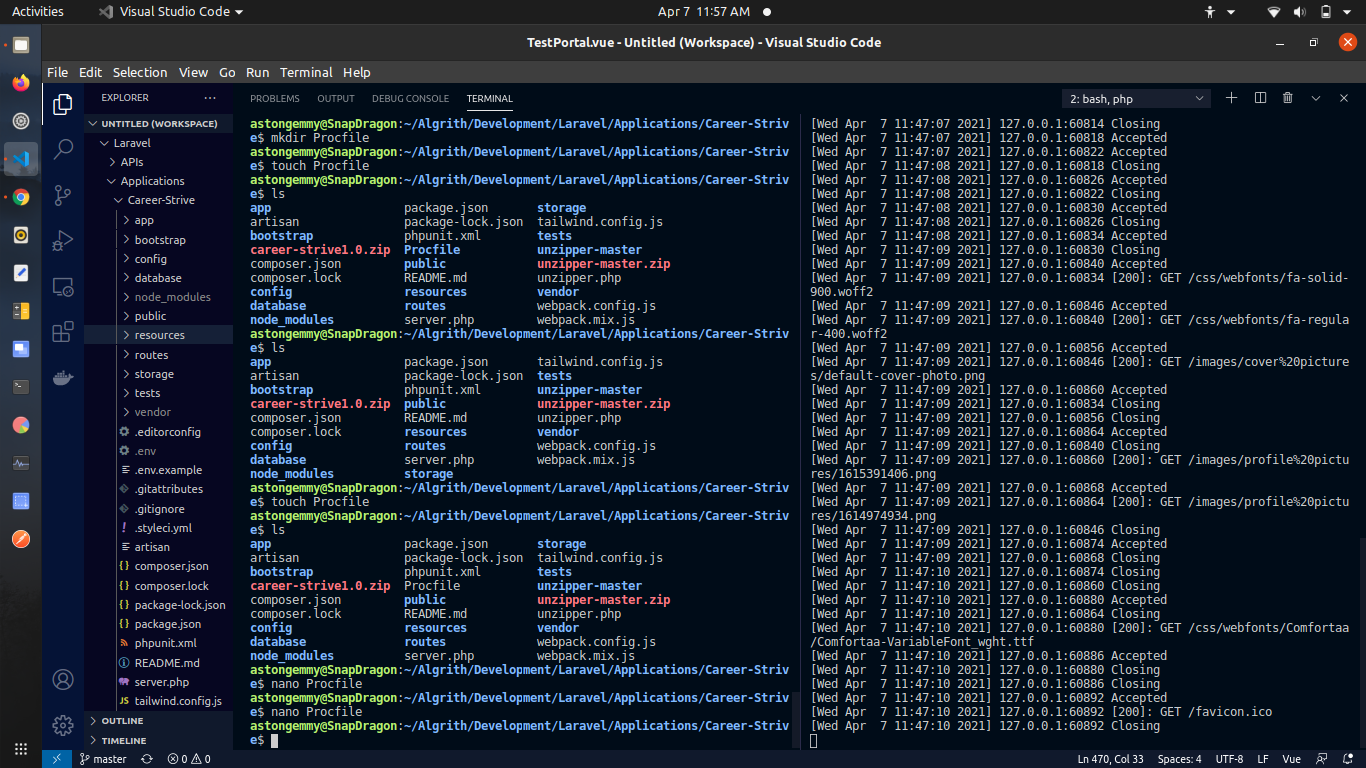 Activities
Visual Studio Code
Apr 7 11:57 AM
TestPortal.vue - Untitled (Workspace) - Visual Studio Code
File Edit Selection View Go Run Terminal Help
EXPLORER
UNTITLED (WORKSPACE)
Laravel
APIs
Applications
Career-Strive
app
bootstrap
config
database
node_modules
public
resources
routes
storage
tests
vendor
.editorconfig
.env
.env.example
.gitattributes
.gitignore
.styleci.yml
artisan
composer.json
composer.lock
package-lock.json
package.json
phpunit.xml
README.md
server.php
tailwind.config.js
OUTLINE
TIMELINE
PROBLEMS OUTPUT DEBUG CONSOLE TERMINAL
2: bash, php
astongemmy@SnapDragon:~/Algrith/Development/Laravel/Applications/Career-Striv
e$ mkdir Procfile
astongemmy@SnapDragon:~/Algrith/Development/Laravel/Applications/Career-Striv
e$ touch Procfile
astongemmy@SnapDragon:~/Algrith/Development/Laravel/Applications/Career-Striv
e$ ls
app package.json storage
artisan package-lock.json tailwind.config.js
bootstrap phpunit.xml tests
career-strive1.0.zip Procfile unzipper-master
composer.json public unzipper-master.zip
composer.lock README.md unzipper.php
config resources vendor
database routes webpack.config.js
node_modules server.php webpack.mix.js
astongemmy@SnapDragon:~/Algrith/Development/Laravel/Applications/Career-Striv
e$ ls
app package.json tailwind.config.js
artisan package-lock.json tests
bootstrap phpunit.xml unzipper-master
career-strive1.0.zip public unzipper-master.zip
composer.json README.md unzipper.php
composer.lock resources vendor
config routes webpack.config.js
database server.php webpack.mix.js
node_modules storage
astongemmy@SnapDragon:~/Algrith/Development/Laravel/Applications/Career-Striv
e$ touch Procfile
astongemmy@SnapDragon:~/Algrith/Development/Laravel/Applications/Career-Striv
e$ ls
app package.json storage
artisan package-lock.json tailwind.config.js
bootstrap phpunit.xml tests
career-strive1.0.zip Procfile unzipper-master
composer.json public unzipper-master.zip
composer.lock README.md unzipper.php
config resources vendor
database routes webpack.config.js
node_modules server.php webpack.mix.js
astongemmy@SnapDragon:~/Algrith/Development/Laravel/Applications/Career-Striv
e$ nano Procfile
astongemmy@SnapDragon:~/Algrith/Development/Laravel/Applications/Career-Striv
e$ nano Procfile
astongemmy@SnapDragon:~/Algrith/Development/Laravel/Applications/Career-Striv
e$
[Wed Apr 7 11:47:07 2021] 127.0.0.1:60814 Closing
[Wed Apr 7 11:47:07 2021] 127.0.0.1:60818 Accepted
[Wed Apr 7 11:47:07 2021] 127.0.0.1:60822 Accepted
[Wed Apr 7 11:47:08 2021] 127.0.0.1:60818 Closing
[Wed Apr 7 11:47:08 2021] 127.0.0.1:60826 Accepted
[Wed Apr 7 11:47:08 2021] 127.0.0.1:60822 Closing
[Wed Apr 7 11:47:08 2021] 127.0.0.1:60830 Accepted
[Wed Apr 7 11:47:08 2021] 127.0.0.1:60826 Closing
[Wed Apr 7 11:47:08 2021] 127.0.0.1:60834 Accepted
[Wed Apr 7 11:47:09 2021] 127.0.0.1:60830 Closing
[Wed Apr 7 11:47:09 2021] 127.0.0.1:60840 Accepted
[Wed Apr 7 11:47:09 2021] 127.0.0.1:60834 [200]: GET /css/webfonts/fa-solid-
900.woff2
[Wed Apr 7 11:47:09 2021] 127.0.0.1:60846 Accepted
[Wed Apr 7 11:47:09 2021] 127.0.0.1:60840 [200]: GET /css/webfonts/fa-regula
r-400.woff2
[Wed Apr 7 11:47:09 2021] 127.0.0.1:60856 Accepted
[Wed Apr 7 11:47:09 2021] 127.0.0.1:60846 [200]: GET /images/cover%20picture
s/default-cover-photo.png
[Wed Apr 7 11:47:09 2021] 127.0.0.1:60860 Accepted
[Wed Apr 7 11:47:09 2021] 127.0.0.1:60834 Closing
[Wed Apr 7 11:47:09 2021] 127.0.0.1:60856 Closing
[Wed Apr 7 11:47:09 2021] 127.0.0.1:60864 Accepted
[Wed Apr 7 11:47:09 2021] 127.0.0.1:60840 Closing
[Wed Apr 7 11:47:09 2021] 127.0.0.1:60860 [200]: GET /images/profile%20pictu
res/1615391406.png
[Wed Apr 7 11:47:09 2021] 127.0.0.1:60868 Accepted
[Wed Apr 7 11:47:09 2021] 127.0.0.1:60864 [200]: GET /images/profile%20pictu
res/1614974934.png
[Wed Apr 7 11:47:09 2021] 127.0.0.1:60846 Closing
[Wed Apr 7 11:47:09 2021] 127.0.0.1:60874 Accepted
[Wed Apr 7 11:47:09 2021] 127.0.0.1:60868 Closing
[Wed Apr 7 11:47:10 2021] 127.0.0.1:60874 Closing
[Wed Apr 7 11:47:10 2021] 127.0.0.1:60860 Closing
[Wed Apr 7 11:47:10 2021] 127.0.0.1:60880 Accepted
[Wed Apr 7 11:47:10 2021] 127.0.0.1:60864 Closing
[Wed Apr 7 11:47:10 2021] 127.0.0.1:60880 [200]: GET /css/webfonts/Comfortaa
/Comfortaa-VariableFont_wght.ttf
[Wed Apr 7 11:47:10 2021] 127.0.0.1:60886 Accepted
[Wed Apr 7 11:47:10 2021] 127.0.0.1:60880 Closing
[Wed Apr 7 11:47:10 2021] 127.0.0.1:60886 Closing
[Wed Apr 7 11:47:10 2021] 127.0.0.1:60892 Accepted
[Wed Apr 7 11:47:10 2021] 127.0.0.1:60892 [200]: GET /favicon.ico
[Wed Apr 7 11:47:10 2021] 127.0.0.1:60892 Closing
master 0 0
Ln 470, Col 33 Spaces: 4 UTF-8 LF Vue